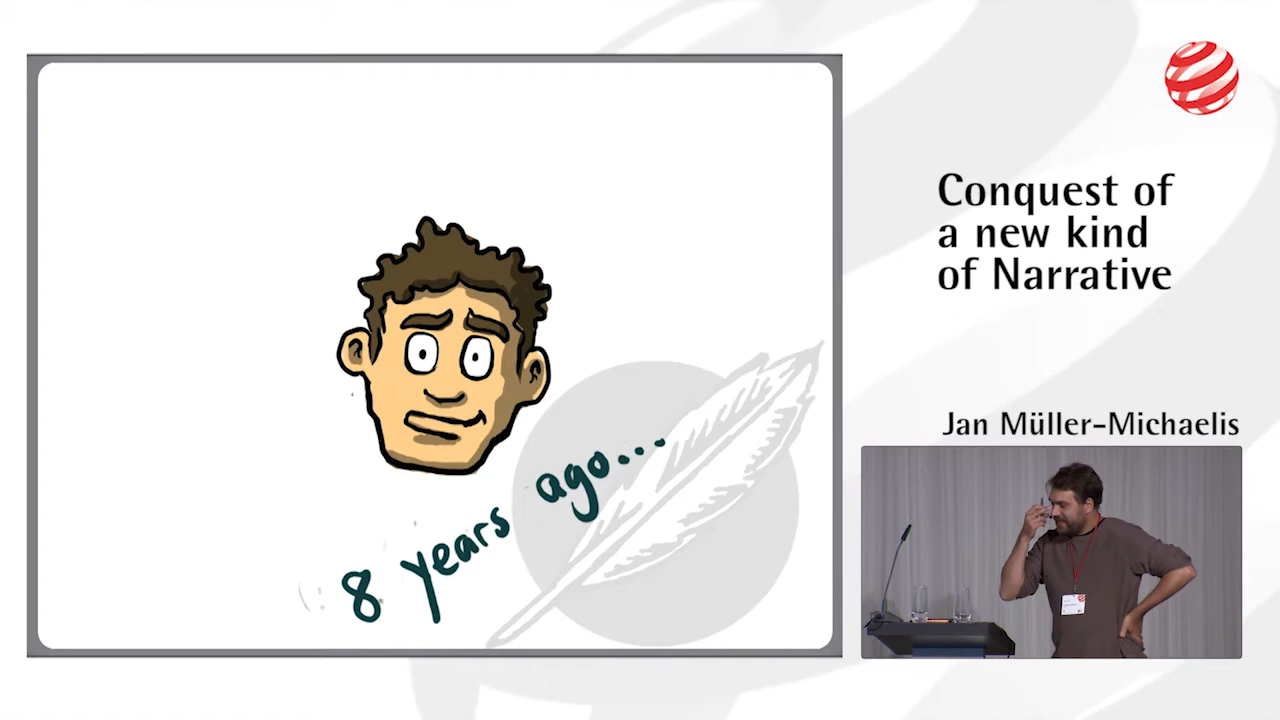 8 years ago...
Conquest of
a new kind
of Narrative
Jan Müller-Michaelis